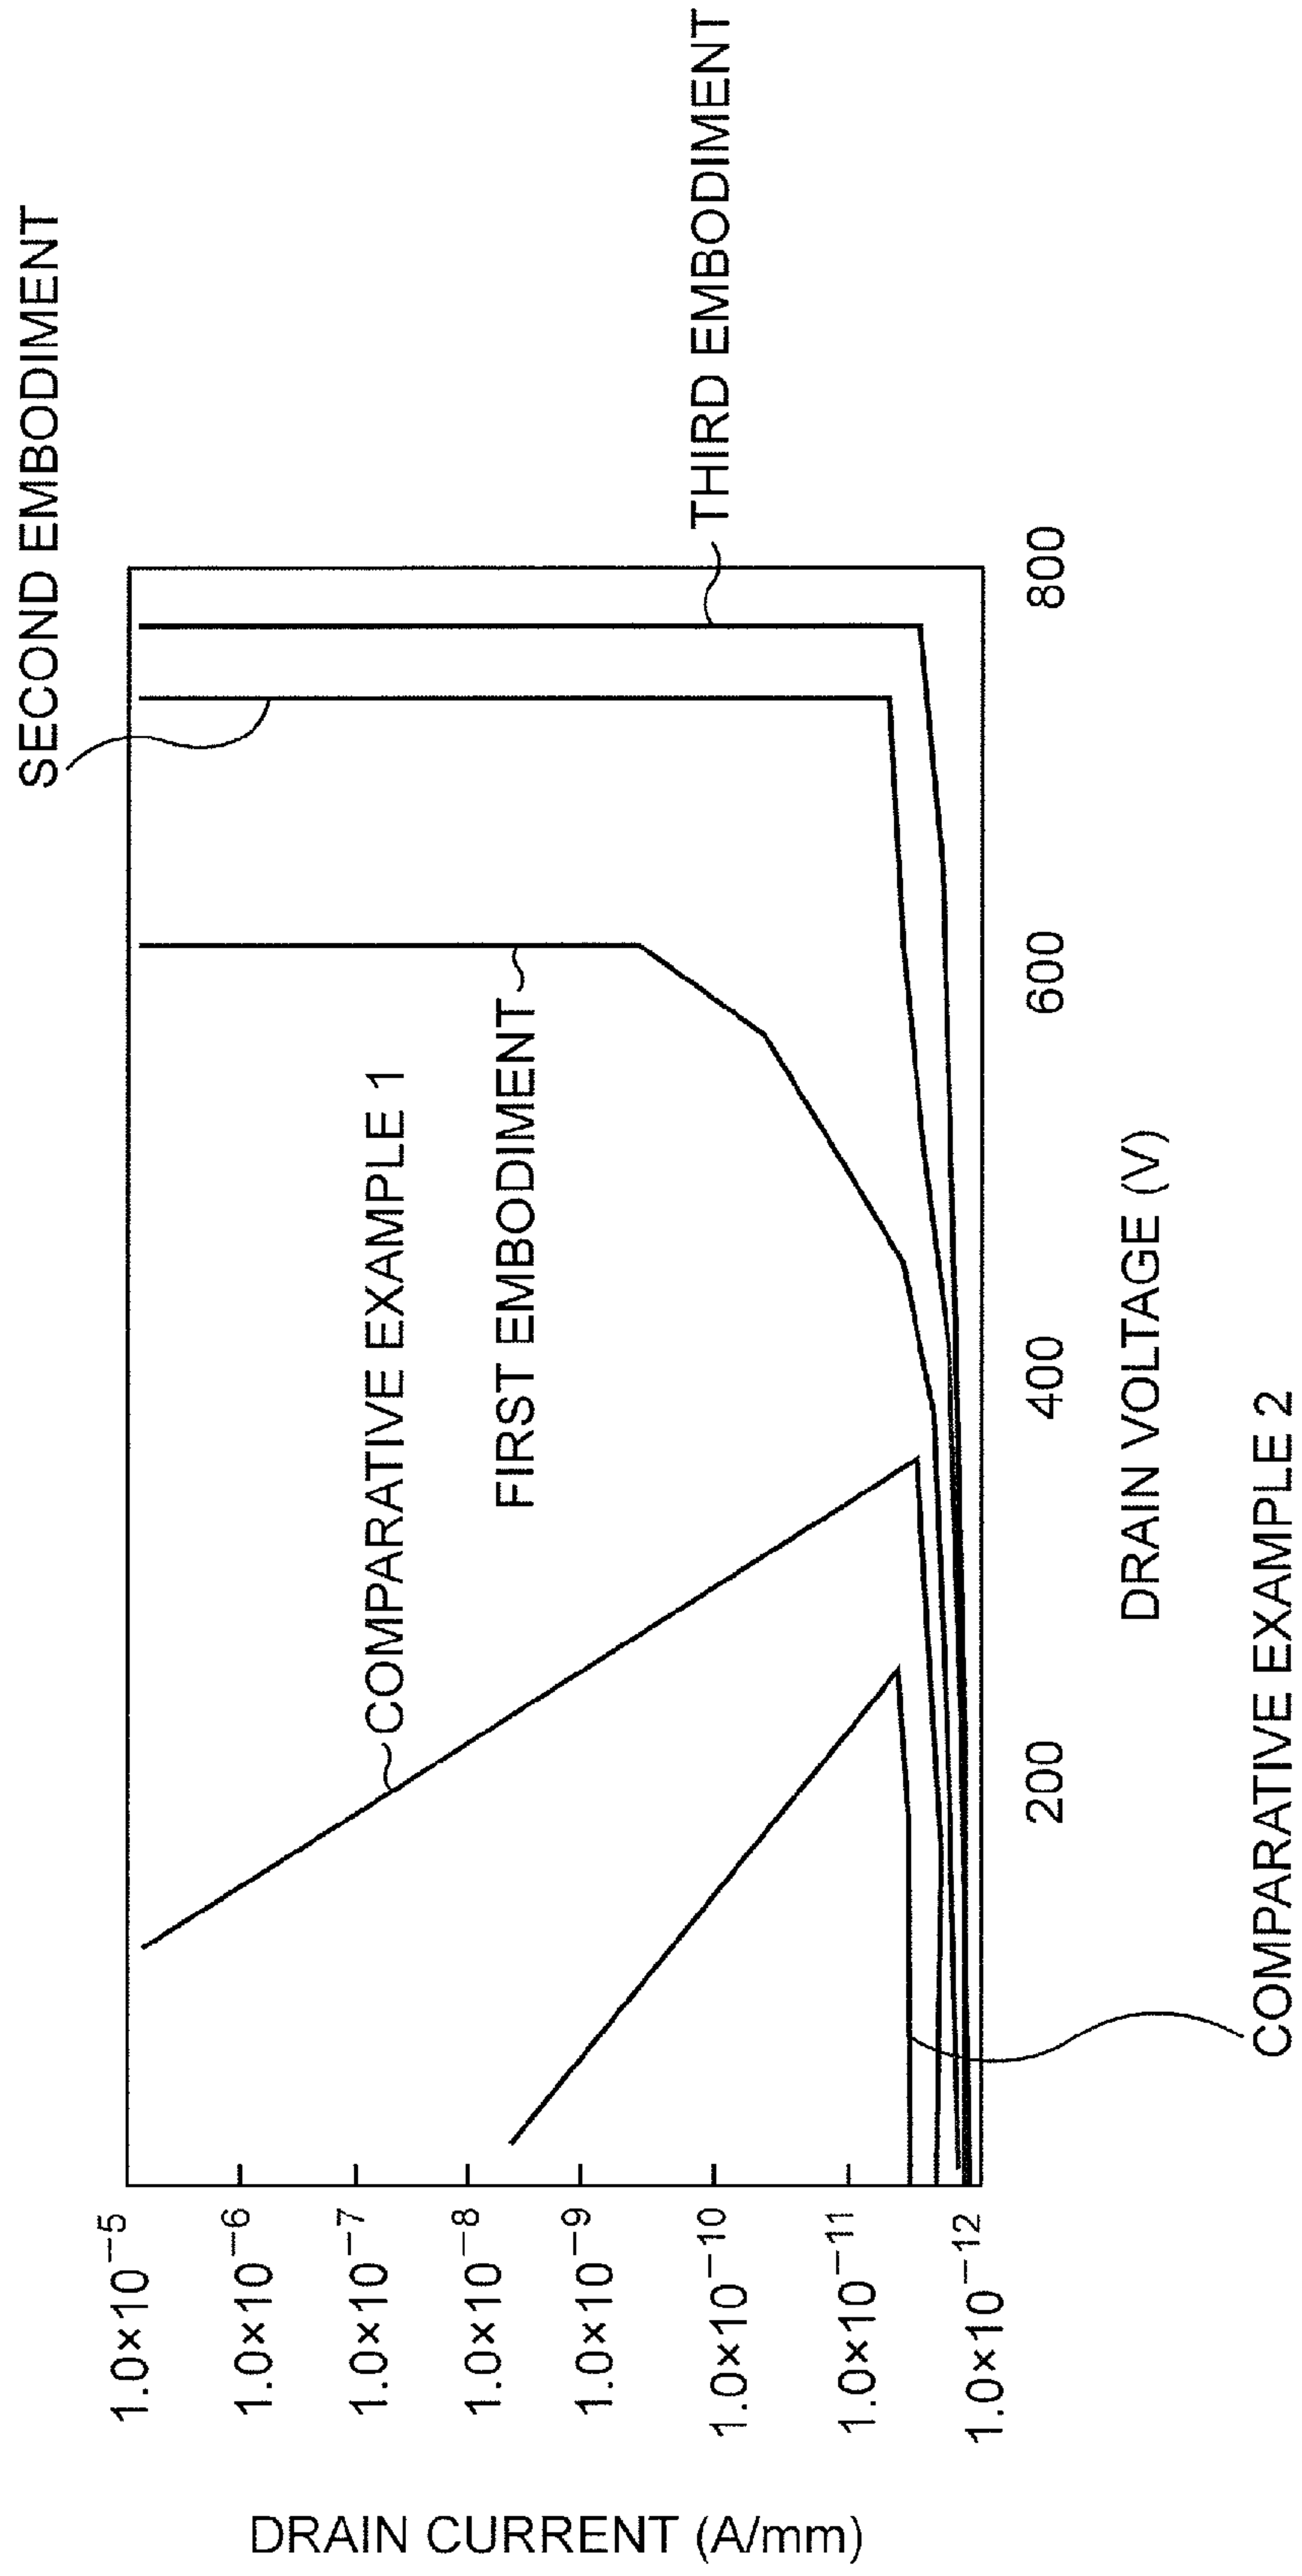 SECOND EMBODIMENT
THIRD EMBODIMENT
COMPARATIVE EXAMPLE 1
FIRST EMBODIMENT
DRAIN CURRENT (A/mm)
1.0×10⁻⁵
1.0×10⁻⁶
1.0×10⁻⁷
1.0×10⁻⁸
1.0×10⁻⁹
1.0×10⁻¹⁰
1.0×10⁻¹¹
1.0×10⁻¹²
200
400
600
800
DRAIN VOLTAGE (V)
COMPARATIVE EXAMPLE 2